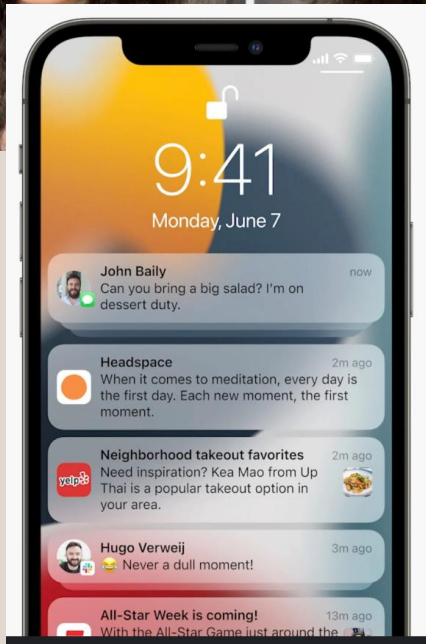 9:41
Monday, June 7
John Baily
now
Can you bring a big salad? I'm on
dessert duty.
Headspace
2m ago
When it comes to meditation, every day is
the first day. Each new moment, the first
moment.
Neighborhood takeout favorites
2m ago
yelp
Need inspiration? Kea Mao from Up
Thai is a popular takeout option in
your area.
Hugo Verweij
3m ago
😂 Never a dull moment!
All-Star Week is coming!
13m ago
With the All-Star Game just around the